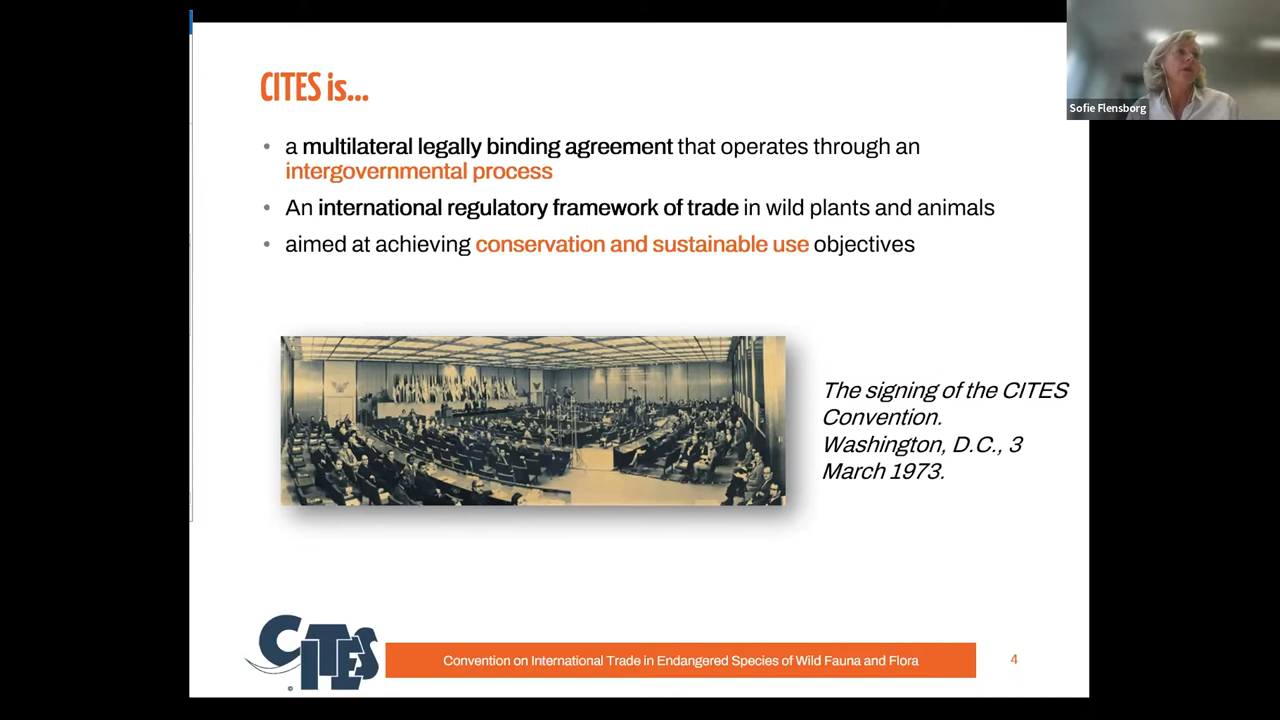 CITES is...
• a multilateral legally binding agreement that operates through an
intergovernmental process
• An international regulatory framework of trade in wild plants and animals
• aimed at achieving conservation and sustainable use objectives
The signing of the CITES
Convention.
Washington, D.C., 3
March 1973.
CITES
©
Convention on International Trade in Endangered Species of Wild Fauna and Flora
4
Sofie Flensborg